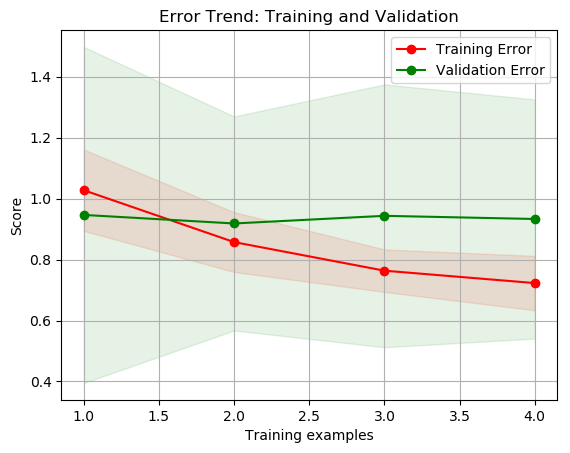 Error Trend: Training and Validation
Training Error
Validation Error
Score
1.4
1.2
1.0
0.8
0.6
0.4
1.0 1.5 2.0 2.5 3.0 3.5 4.0
Training examples